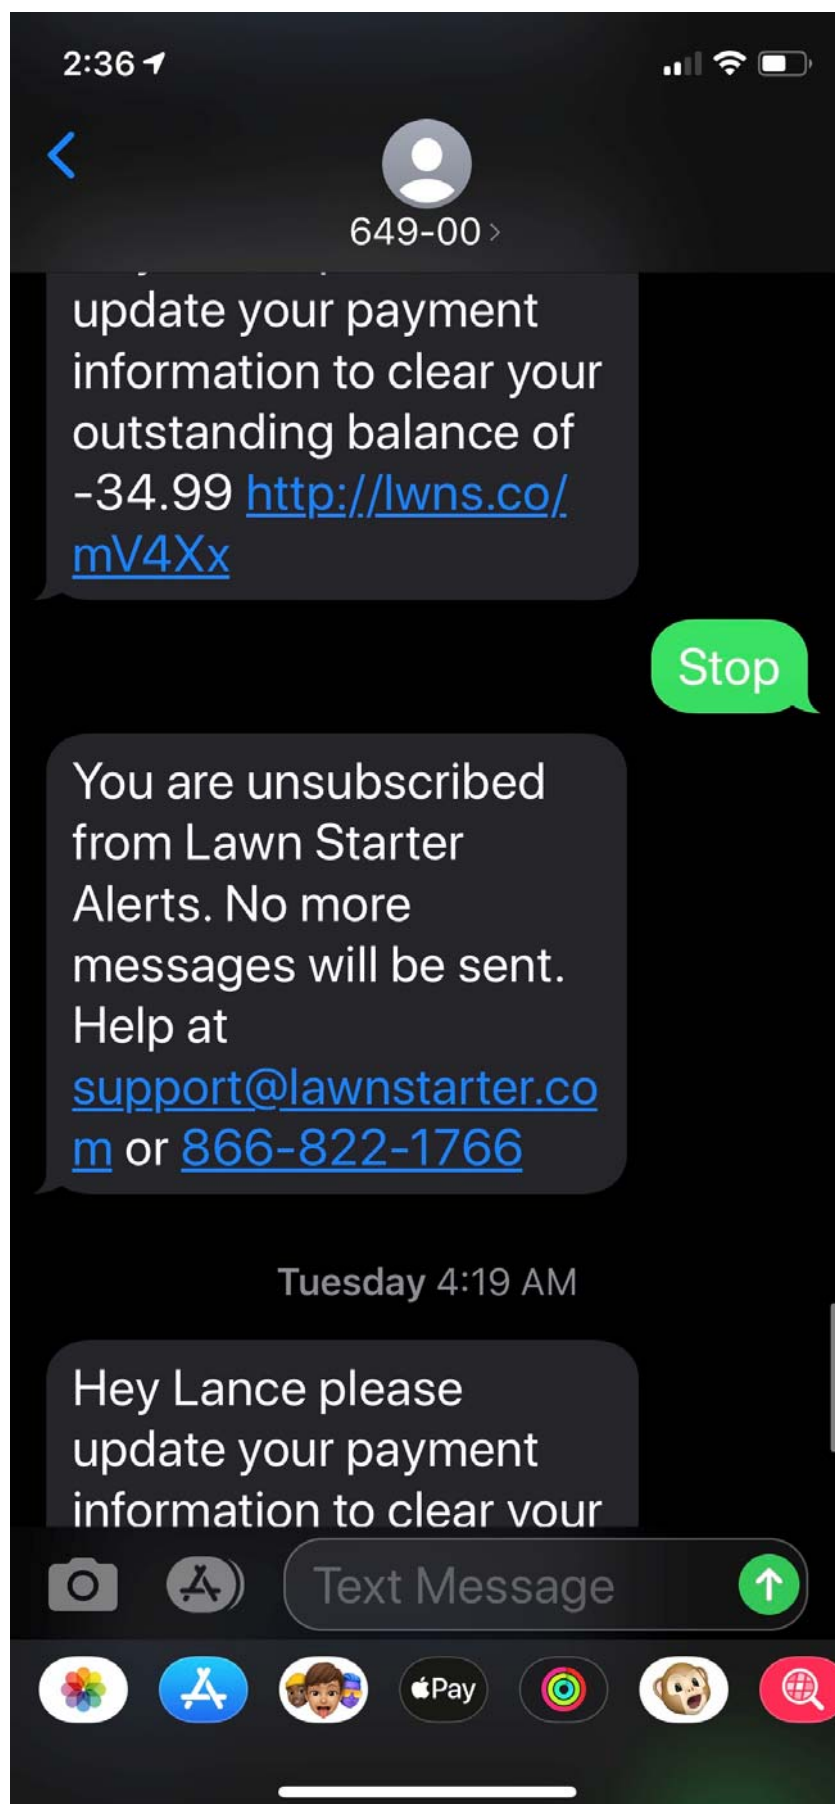 2:36
649-00
update your payment
information to clear your
outstanding balance of
-34.99 http://lwns.co/
mV4Xx
Stop
You are unsubscribed
from Lawn Starter
Alerts. No more
messages will be sent.
Help at
support@lawnstarter.co
m or 866-822-1766
Tuesday 4:19 AM
Hey Lance please
update your payment
information to clear your
Text Message
Pay